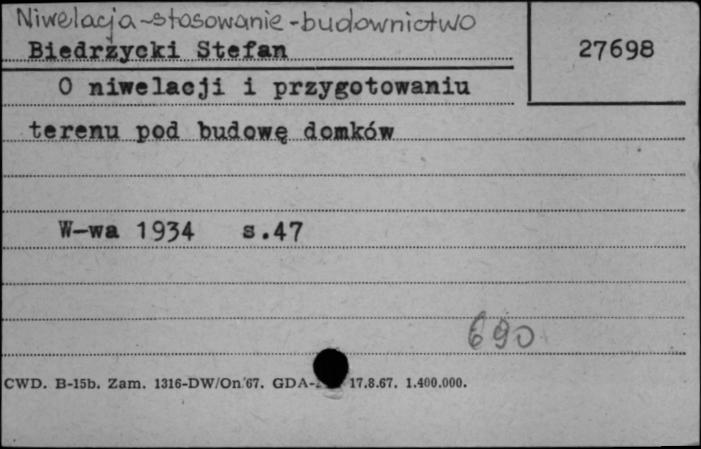 Niwelacja-stosowanie-budownictwo
Biedrzycki Stefan
27698
O niwelacji i przygotowaniu
terenu pod budowę domków
W-wa 1934 s.47
690
CWD. B-15b. Zam. 1316-DW/On/67. GDA- 17.8.67. 1.400.000.